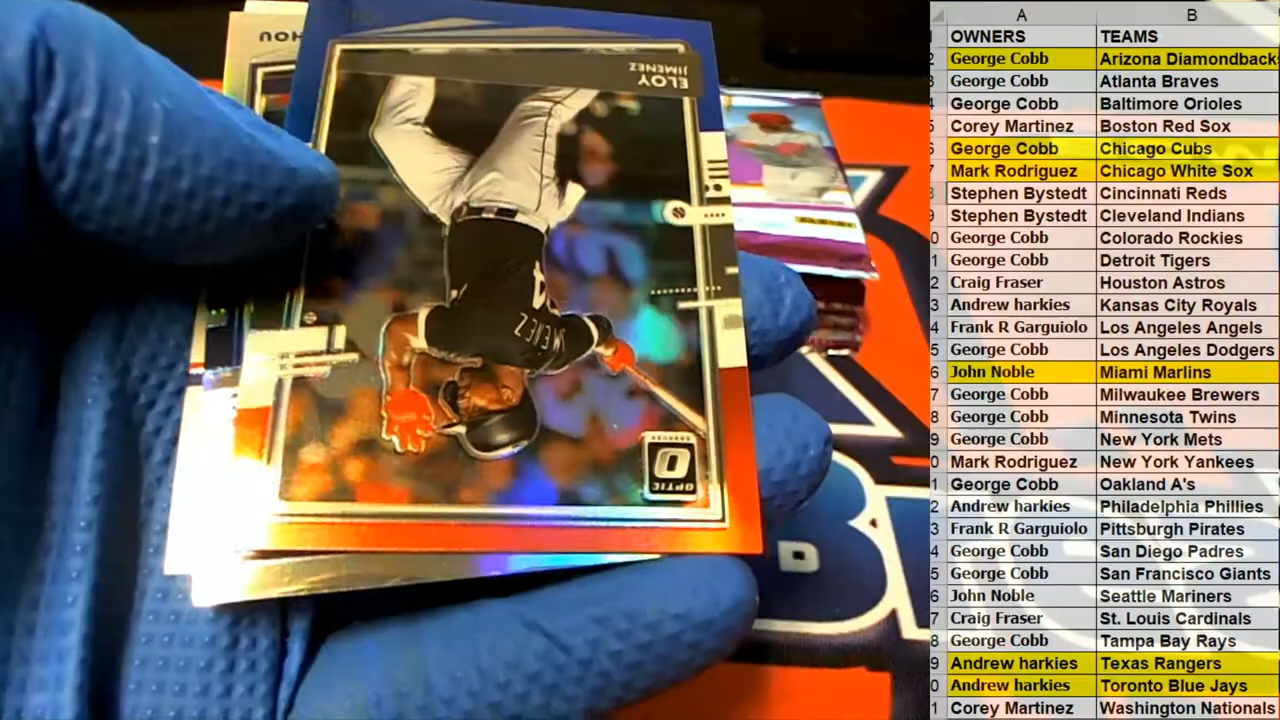 HOU
ELOY
JIMENEZ
JIMENEZ
4
OPTIC
A B
OWNERS TEAMS
George Cobb Arizona Diamondbacks
George Cobb Atlanta Braves
George Cobb Baltimore Orioles
Corey Martinez Boston Red Sox
George Cobb Chicago Cubs
Mark Rodriguez Chicago White Sox
Stephen Bystedt Cincinnati Reds
Stephen Bystedt Cleveland Indians
George Cobb Colorado Rockies
George Cobb Detroit Tigers
Craig Fraser Houston Astros
Andrew harkies Kansas City Royals
Frank R Garguiolo Los Angeles Angels
George Cobb Los Angeles Dodgers
John Noble Miami Marlins
George Cobb Milwaukee Brewers
George Cobb Minnesota Twins
George Cobb New York Mets
Mark Rodriguez New York Yankees
George Cobb Oakland A's
Andrew harkies Philadelphia Phillies
Frank R Garguiolo Pittsburgh Pirates
George Cobb San Diego Padres
George Cobb San Francisco Giants
John Noble Seattle Mariners
Craig Fraser St. Louis Cardinals
George Cobb Tampa Bay Rays
Andrew harkies Texas Rangers
Andrew harkies Toronto Blue Jays
Corey Martinez Washington Nationals